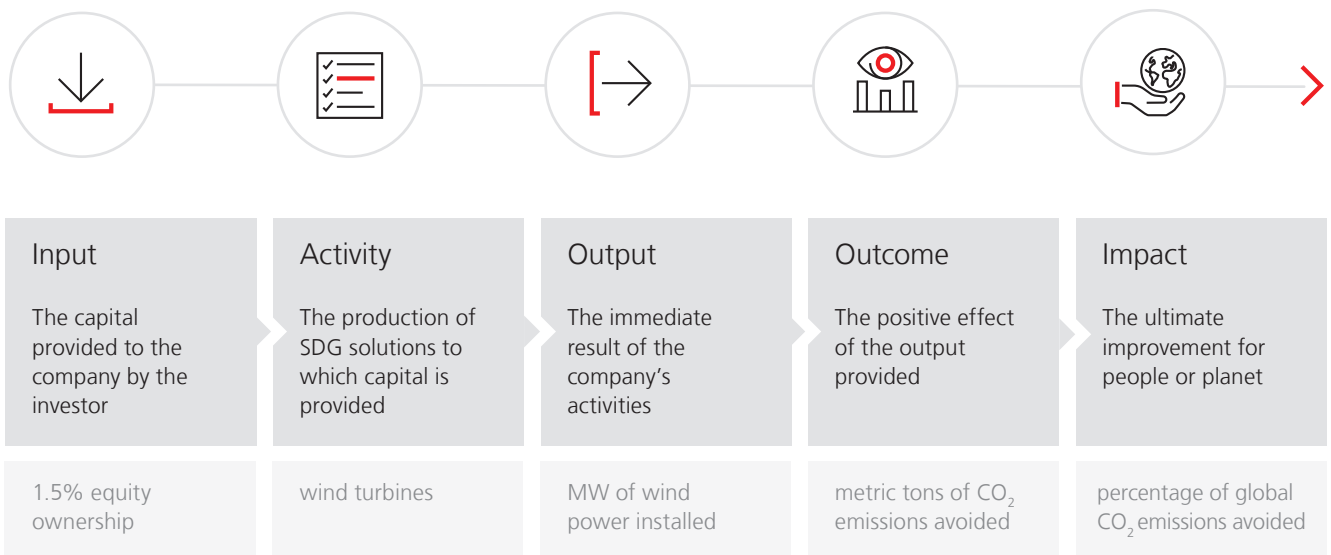 Input
The capital
provided to the
company by the
investor
1.5% equity
ownership
Activity
The production of
SDG solutions to
which capital is
provided
wind turbines
Output
The immediate
result of the
company’s
activities
MW of wind
power installed
Outcome
The positive effect
of the output
provided
metric tons of CO2
emissions avoided
Impact
The ultimate
improvement for
people or planet
percentage of global
CO2 emissions avoided